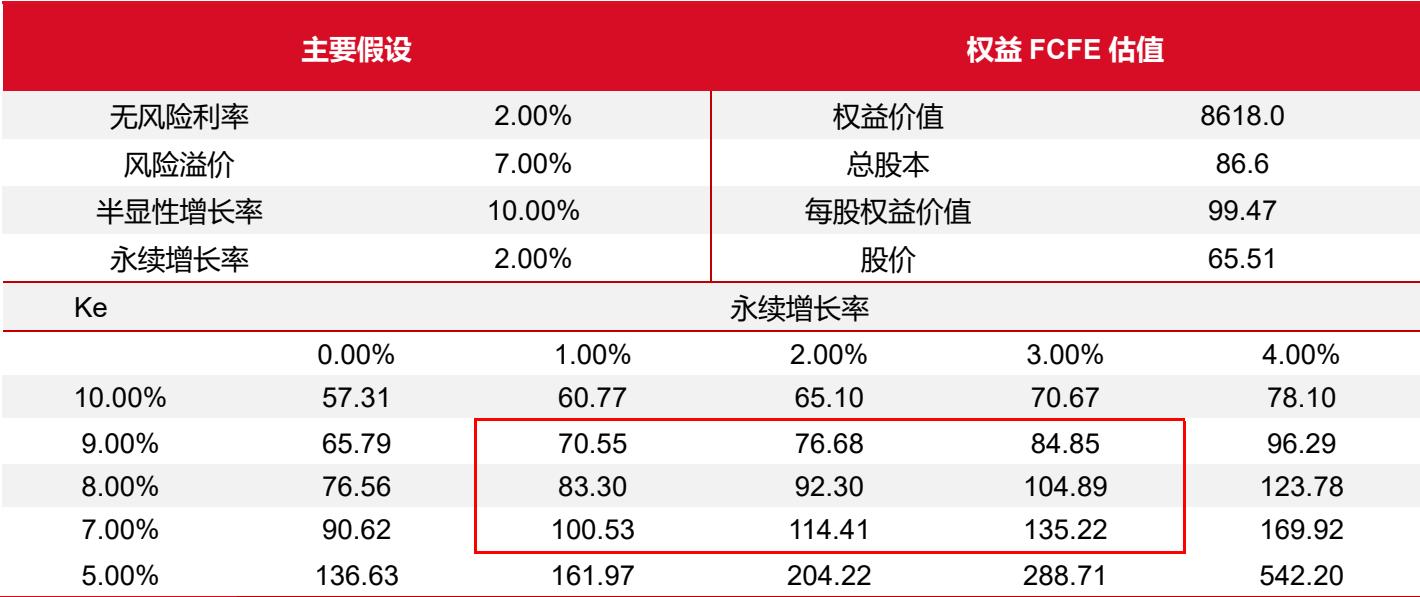 主要假设 权益 FCFE 估值
无风险利率 2.00% 权益价值 8618.0
风险溢价 7.00% 总股本 86.6
半显性增长率 10.00% 每股权益价值 99.47
永续增长率 2.00% 股价 65.51
Ke 永续增长率
0.00% 1.00% 2.00% 3.00% 4.00%
10.00% 57.31 60.77 65.10 70.67 78.10
9.00% 65.79 70.55 76.68 84.85 96.29
8.00% 76.56 83.30 92.30 104.89 123.78
7.00% 90.62 100.53 114.41 135.22 169.92
5.00% 136.63 161.97 204.22 288.71 542.20